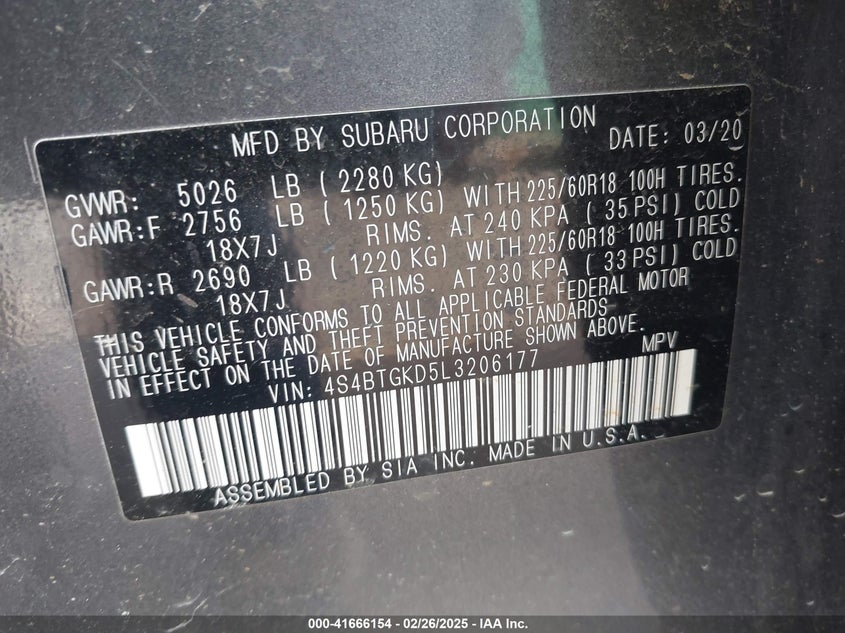 MFD BY SUBARU CORPORATION DATE: 03/20
GVWR: 5026 LB ( 2280 KG)
GAWR:F 2756 LB ( 1250 KG) WITH 225/60R18 100H TIRES.
18X7J RIMS. AT 240 KPA ( 35 PSI) COLD
GAWR:R 2690 LB ( 1220 KG) WITH 225/60R18 100H TIRES.
18X7J RIMS. AT 230 KPA ( 33 PSI) COLD
THIS VEHICLE CONFORMS TO ALL APPLICABLE FEDERAL MOTOR
VEHICLE SAFETY AND THEFT PREVENTION STANDARDS
IN EFFECT ON THE DATE OF MANUFACTURE SHOWN ABOVE.
VIN: 4S4BTGKD5L3206177 MPV
ASSEMBLED BY SIA INC. MADE IN U.S.A.
000-41666154 - 02/26/2025 - IAA Inc.